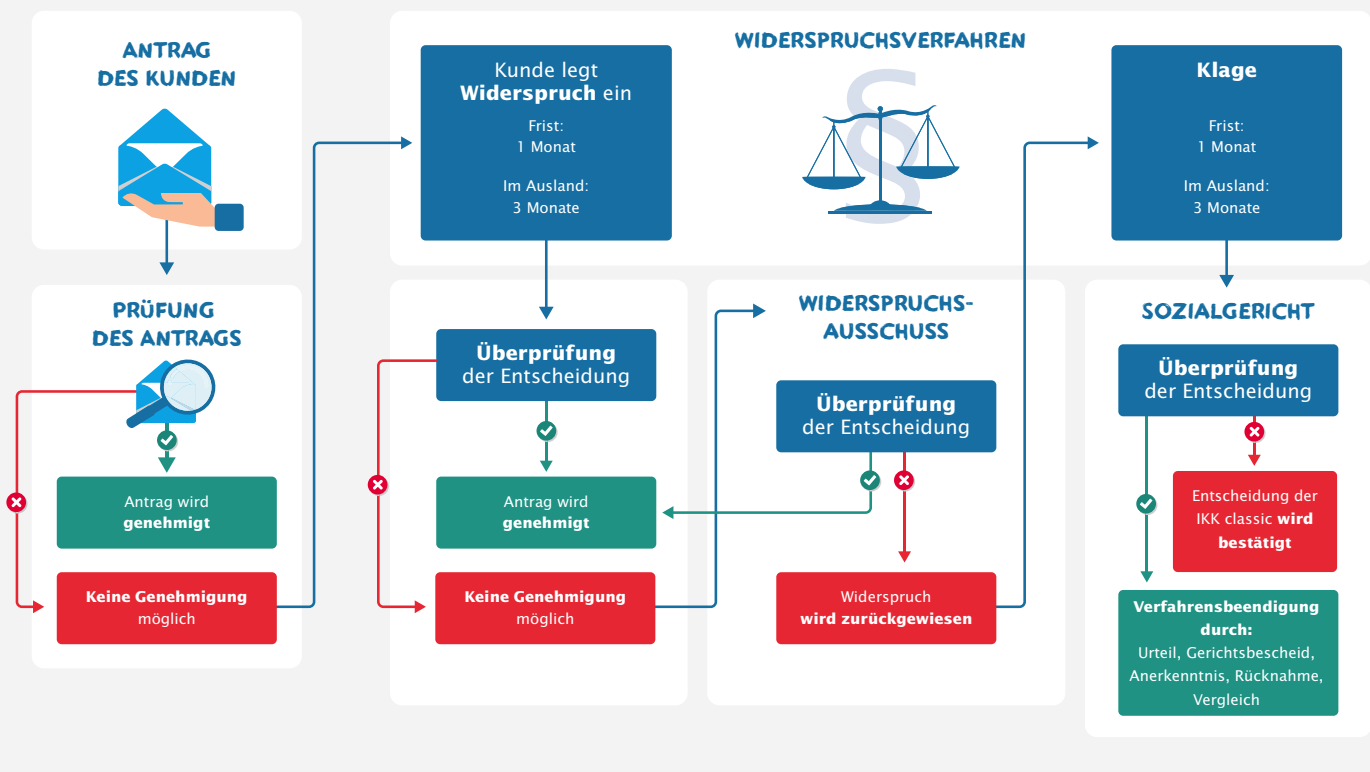 ANTRAG
DES KUNDEN
PRÜFUNG
DES ANTRAGS
Antrag wird
genehmigt
Keine Genehmigung
möglich
WIDERSPRUCHSVERFAHREN
Kunde legt
Widerspruch ein
Frist:
1 Monat
Im Ausland:
3 Monate
Überprüfung
der Entscheidung
Antrag wird
genehmigt
Keine Genehmigung
möglich
WIDERSPRUCHS-
AUSSCHUSS
Überprüfung
der Entscheidung
Widerspruch
wird zurückgewiesen
§
Klage
Frist:
1 Monat
Im Ausland:
3 Monate
SOZIALGERICHT
Überprüfung
der Entscheidung
Entscheidung der
IKK classic wird
bestätigt
Verfahrensbeendigung
durch:
Urteil, Gerichtsbescheid,
Anerkenntnis, Rücknahme,
Vergleich